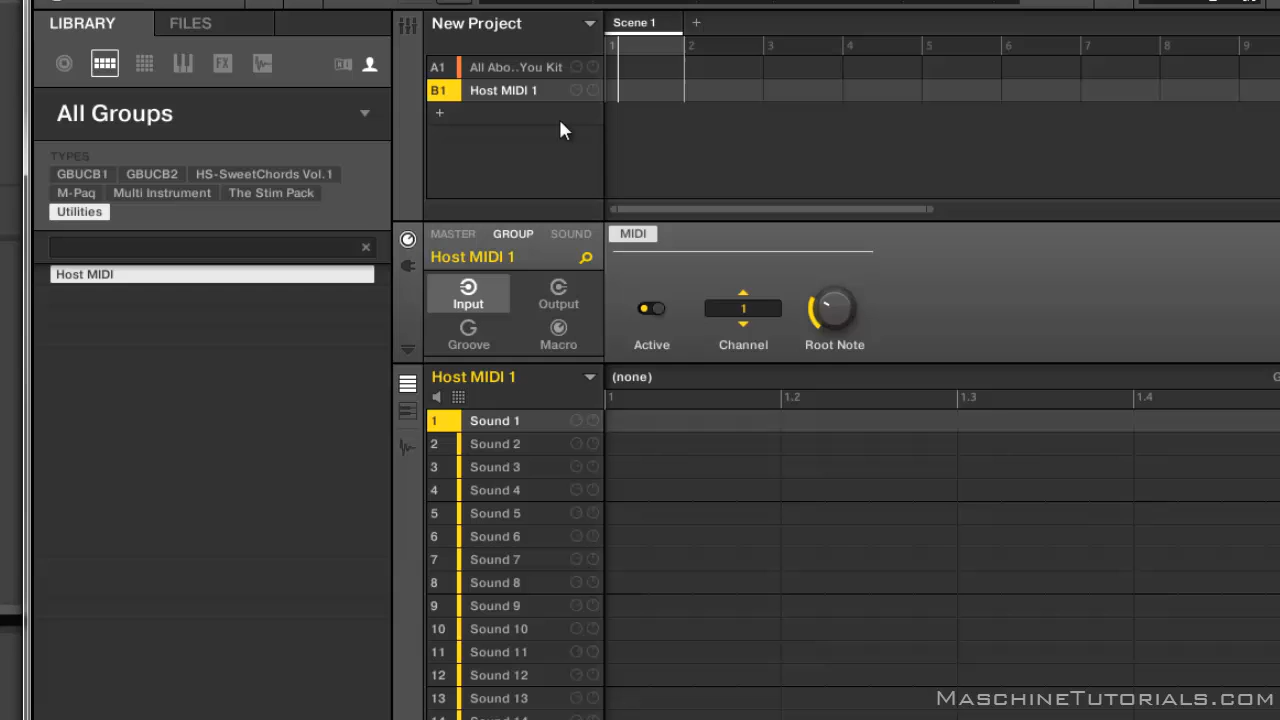 LIBRARY
FILES
FX
All Groups
TYPES
GBUCB1
GBUCB2
HS-SweetChords Vol.1
M-Paq
Multi Instrument
The Stim Pack
Utilities
×
Host MIDI
New Project
Scene 1
+
1
2
3
4
5
6
7
8
9
A1
All Abo..You Kit
B1
Host MIDI 1
+
MASTER
GROUP
SOUND
Host MIDI 1
Input
Output
Groove
Macro
MIDI
Active
1
Channel
Root Note
Host MIDI 1
(none)
1
1.2
1.3
1.4
1
Sound 1
2
Sound 2
3
Sound 3
4
Sound 4
5
Sound 5
6
Sound 6
7
Sound 7
8
Sound 8
9
Sound 9
10
Sound 10
11
Sound 11
12
Sound 12
13
Sound 13
MaschineTutorials.com